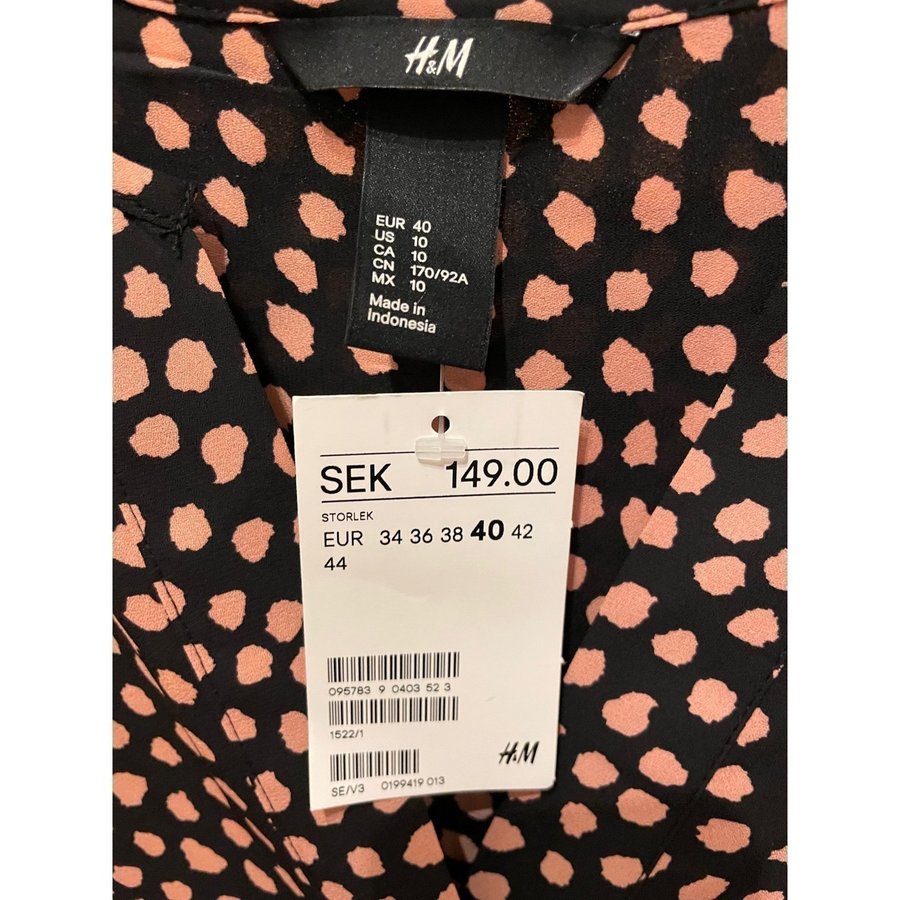 H&M
EUR 40
US 10
CA 10
CN 170/92A
MX 10
Made in
Indonesia
SEK 149.00
STORLEK
EUR 34 36 38 40 42
44
095783 9 0403 52 3
1522/1
H&M
SE/V3 0199419 013